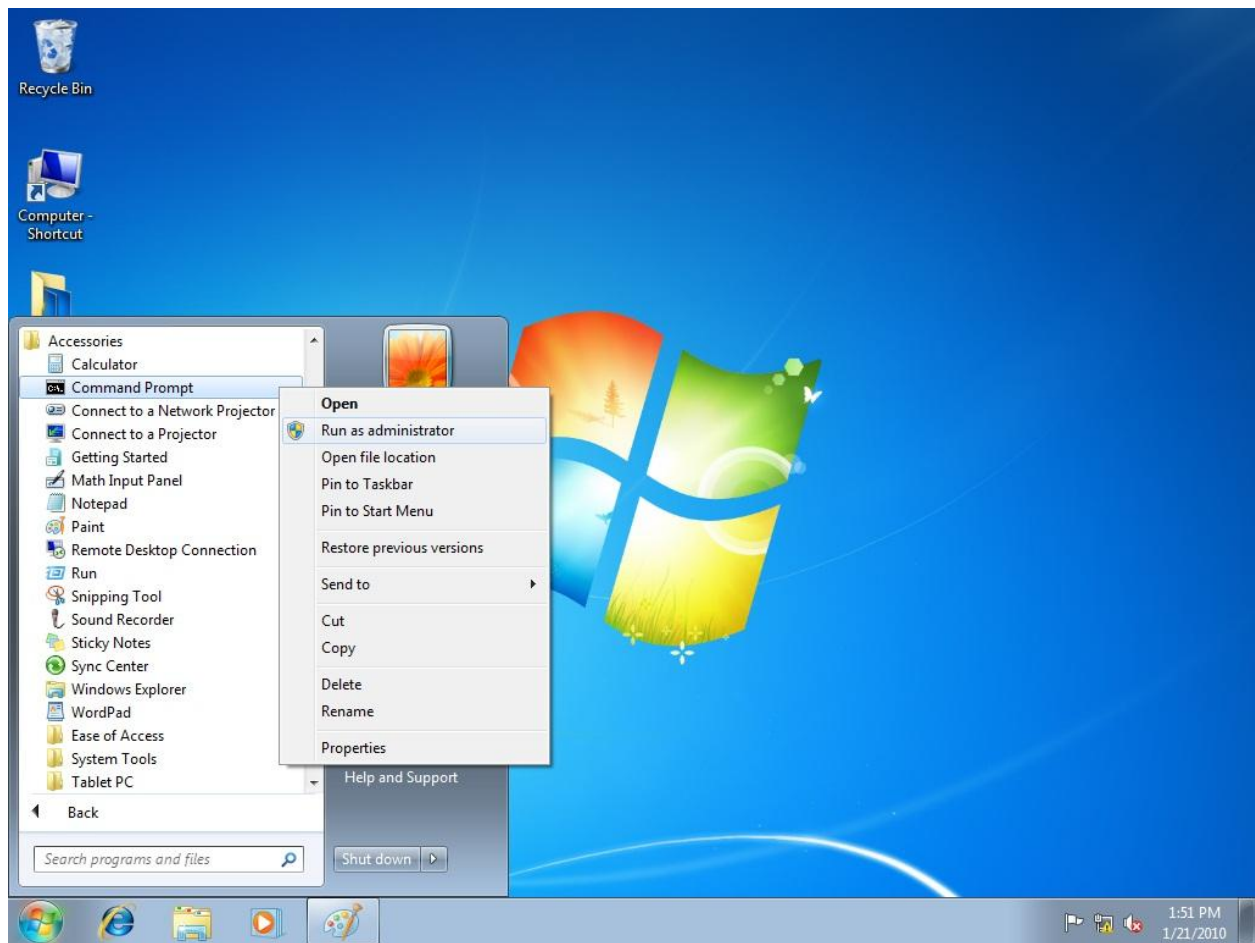 Recycle Bin
Computer -
Shortcut
Accessories
Calculator
Command Prompt
Connect to a Network Projector
Connect to a Projector
Getting Started
Math Input Panel
Notepad
Paint
Remote Desktop Connection
Run
Snipping Tool
Sound Recorder
Sticky Notes
Sync Center
Windows Explorer
WordPad
Ease of Access
System Tools
Tablet PC
Back
Search programs and files
Open
Run as administrator
Open file location
Pin to Taskbar
Pin to Start Menu
Restore previous versions
Send to
Cut
Copy
Delete
Rename
Properties
Help and Support
Shut down
1:51 PM
1/21/2010